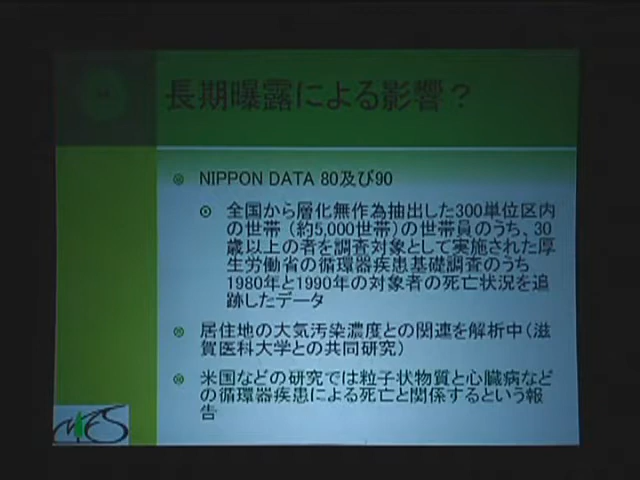 長期曝露による影響？
NIPPON DATA 80及び90
全国から層化無作為抽出した300単位区内
の世帯（約5,000世帯）の世帯員のうち、30
歳以上の者を調査対象として実施された厚
生労働省の循環器疾患基礎調査のうち
1980年と1990年の対象者の死亡状況を追
跡したデータ
居住地の大気汚染濃度との関連を解析中（滋
賀医科大学との共同研究）
米国などの研究では粒子状物質と心臓病など
の循環器疾患による死亡と関係するという報
告